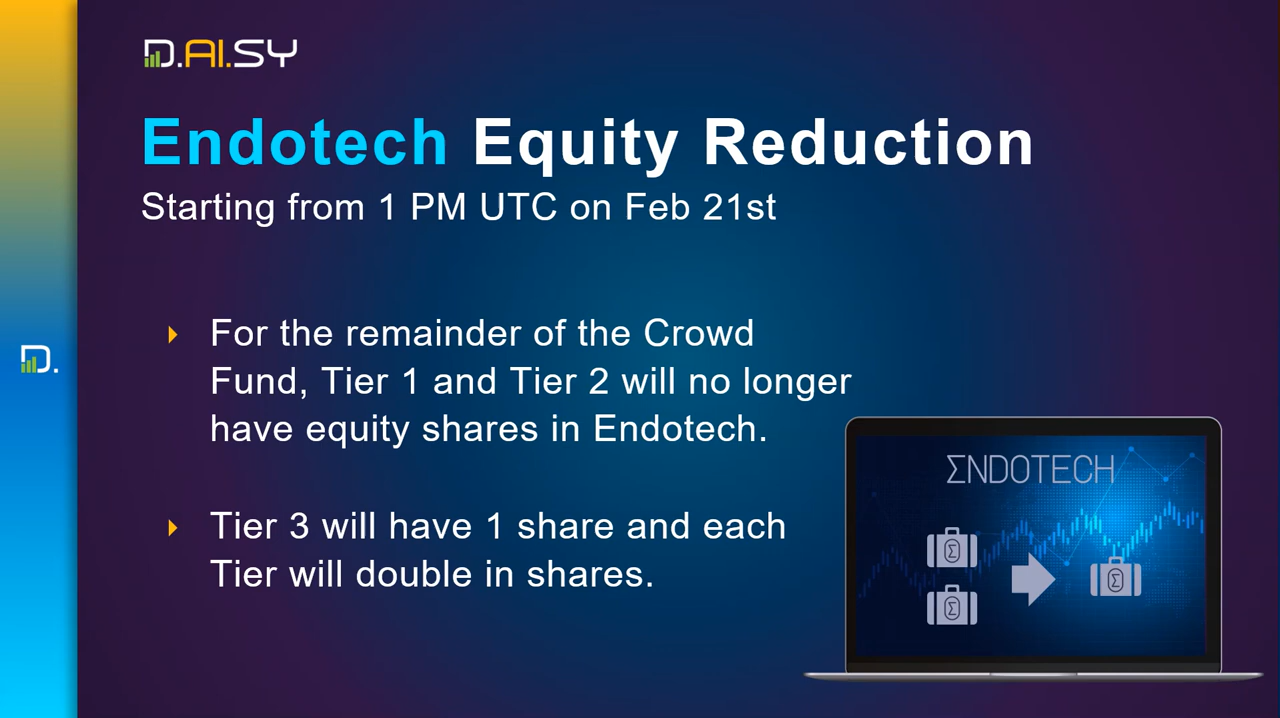 D.AI.SY
Endotech Equity Reduction
Starting from 1 PM UTC on Feb 21st
For the remainder of the Crowd
Fund, Tier 1 and Tier 2 will no longer
have equity shares in Endotech.
Tier 3 will have 1 share and each
Tier will double in shares.
D.
ΣNDOTECH
Σ
Σ
Σ